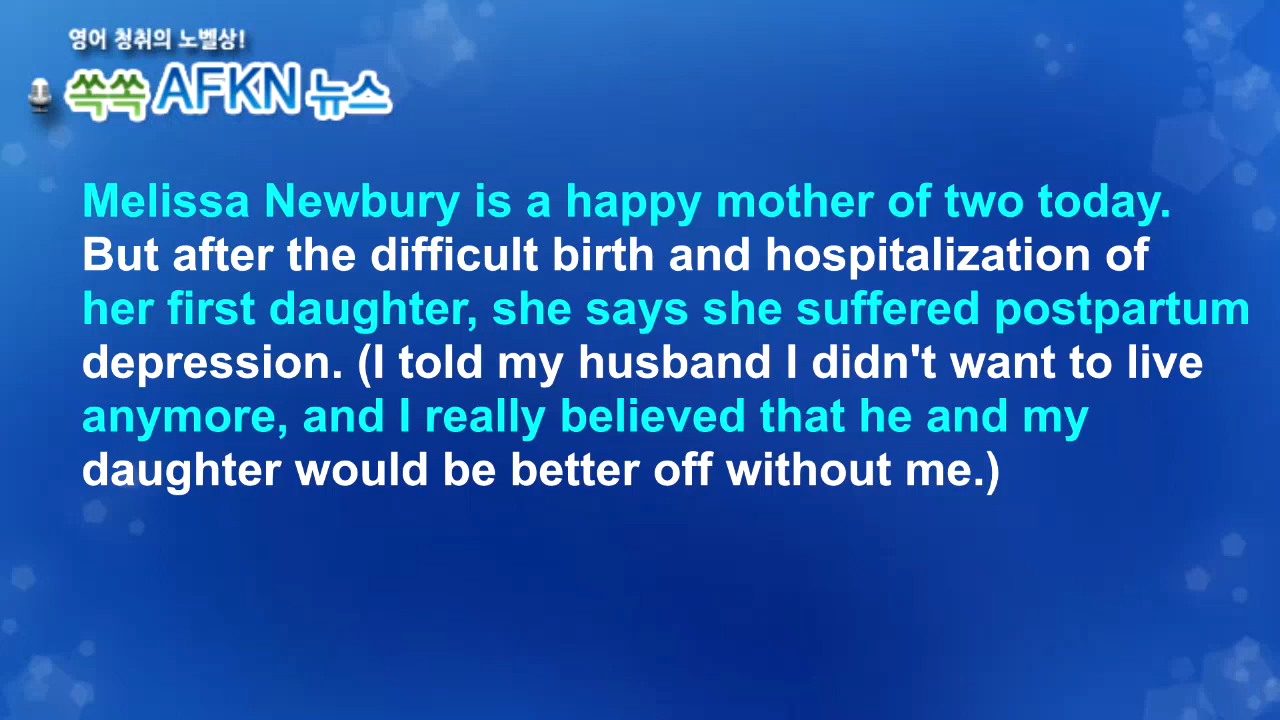 영어 청취의 노벨상!
쏙쏙 AFKN 뉴스
Melissa Newbury is a happy mother of two today.
But after the difficult birth and hospitalization of
her first daughter, she says she suffered postpartum
depression. (I told my husband I didn't want to live
anymore, and I really believed that he and my
daughter would be better off without me.)